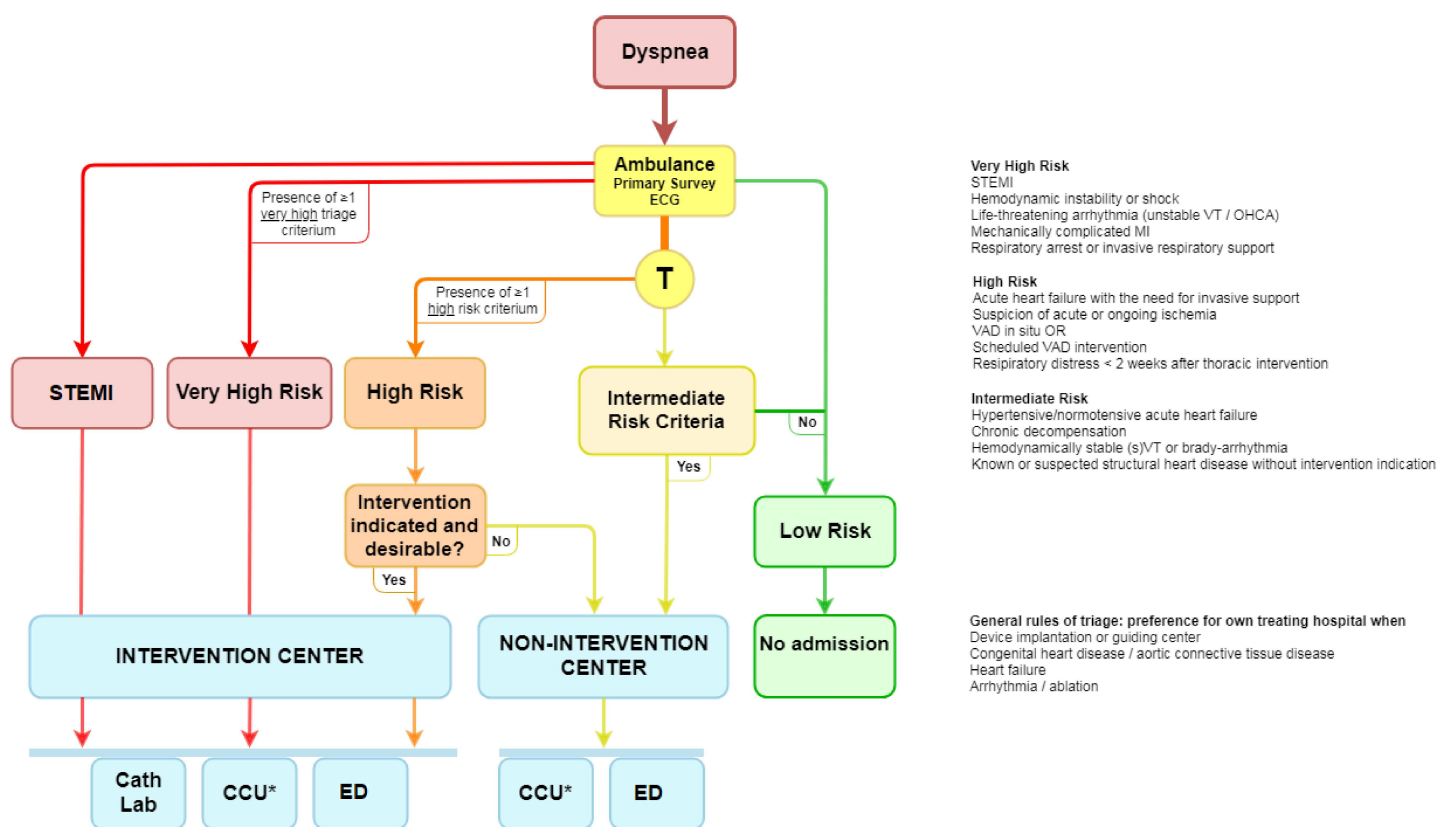 Dyspnea
Ambulance
Primary Survey
ECG
Presence of ≥1
very high triage
criterium
T
Presence of ≥1
high risk criterium
STEMI
Very High Risk
High Risk
Intermediate
Risk Criteria
No
Yes
Intervention
indicated and
desirable?
No
Yes
Low Risk
INTERVENTION CENTER
NON-INTERVENTION
CENTER
No admission
Cath
Lab
CCU*
ED
CCU*
ED
Very High Risk
STEMI
Hemodynamic instability or shock
Life-threatening arrhythmia (unstable VT / OHCA)
Mechanically complicated MI
Respiratory arrest or invasive respiratory support
High Risk
Acute heart failure with the need for invasive support
Suspicion of acute or ongoing ischemia
VAD in situ OR
Scheduled VAD intervention
Respiratory distress < 2 weeks after thoracic intervention
Intermediate Risk
Hypertensive/normotensive acute heart failure
Chronic decompensation
Hemodynamically stable (s)VT or brady-arrhythmia
Known or suspected structural heart disease without intervention indication
General rules of triage: preference for own treating hospital when
Device implantation or guiding center
Congenital heart disease / aortic connective tissue disease
Heart failure
Arrhythmia / ablation